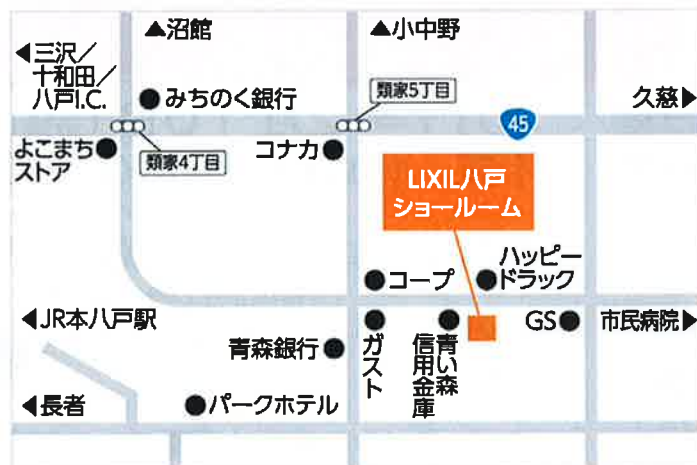 ▲沼館
▲小中野
◀三沢／
十和田／
八戸I.C.
みちのく銀行
類家5丁目
久慈▶
45
よこまち
ストア
類家4丁目
コナカ
LIXIL八戸
ショールーム
コープ
ハッピー
ドラック
◀JR本八戸駅
青森銀行
ガスト
青い森
信用金庫
GS
市民病院▶
◀長者
パークホテル